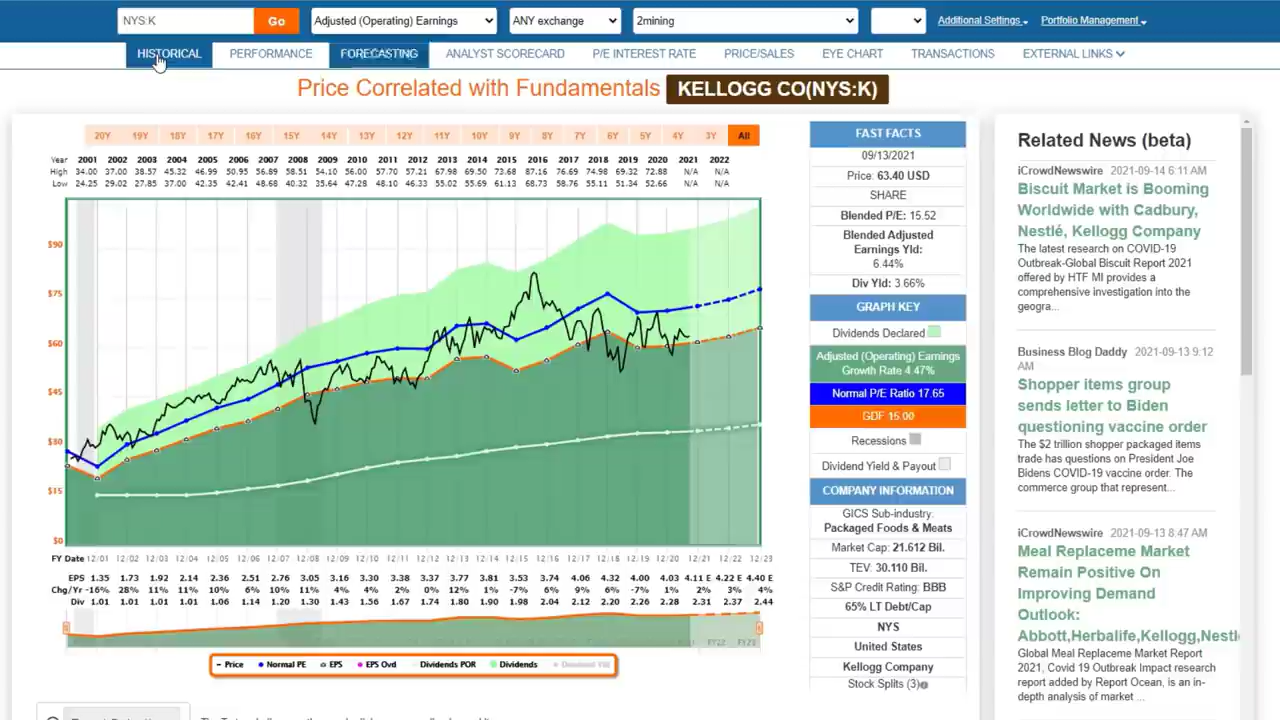 NYS:K
Go
Adjusted (Operating) Earnings
ANY exchange
2mining
Additional Settings
Portfolio Management
HISTORICAL PERFORMANCE FORECASTING ANALYST SCORECARD P/E INTEREST RATE PRICE/SALES EYE CHART TRANSACTIONS EXTERNAL LINKS
Price Correlated with Fundamentals KELLOGG CO(NYS:K)
20Y 19Y 18Y 17Y 16Y 15Y 14Y 13Y 12Y 11Y 10Y 9Y 8Y 7Y 6Y 5Y 4Y 3Y All
Year 2001 2002 2003 2004 2005 2006 2007 2008 2009 2010 2011 2012 2013 2014 2015 2016 2017 2018 2019 2020 2021 2022
High 34.00 37.00 38.57 45.32 46.99 50.95 56.89 58.51 54.10 56.00 57.70 57.21 67.98 69.50 73.68 87.16 76.69 74.98 69.32 72.88 N/A N/A
Low 24.25 29.02 27.85 37.00 42.35 42.41 48.68 40.32 35.64 47.28 48.10 46.33 55.02 55.69 61.13 68.73 58.76 55.11 51.34 52.66 N/A N/A
$90
$75
$60
$45
$30
$15
$0
FY Date 12/01 12/02 12/03 12/04 12/05 12/06 12/07 12/08 12/09 12/10 12/11 12/12 12/13 12/14 12/15 12/16 12/17 12/18 12/19 12/20 12/21 12/22 12/23
EPS 1.35 1.73 1.92 2.14 2.36 2.51 2.76 3.05 3.16 3.30 3.38 3.37 3.77 3.81 3.53 3.74 4.06 4.32 4.00 4.03 4.11 E 4.22 E 4.40 E
Chg/Yr -16% 28% 11% 11% 10% 6% 10% 11% 4% 4% 2% 0% 12% 1% -7% 6% 9% 6% -7% 1% 2% 3% 4%
Div 1.01 1.01 1.01 1.01 1.06 1.14 1.20 1.30 1.43 1.56 1.67 1.74 1.80 1.90 1.98 2.04 2.12 2.20 2.26 2.28 2.31 2.37 2.44
FY22 FY23
Price Normal PE EPS EPS Ovd Dividends POR Dividends Dividend Yld
FAST FACTS
09/13/2021
Price: 63.40 USD
SHARE
Blended P/E: 15.52
Blended Adjusted
Earnings Yld:
6.44%
Div Yld: 3.66%
GRAPH KEY
Dividends Declared
Adjusted (Operating) Earnings
Growth Rate 4.47%
Normal P/E Ratio 17.65
GDF 15.00
Recessions
Dividend Yield & Payout
COMPANY INFORMATION
GICS Sub-industry:
Packaged Foods & Meats
Market Cap: 21.612 Bil.
TEV: 30.110 Bil.
S&P Credit Rating: BBB
65% LT Debt/Cap
NYS
United States
Kellogg Company
Stock Splits (3)
Related News (beta)
iCrowdNewswire 2021-09-14 6:11 AM
Biscuit Market is Booming
Worldwide with Cadbury,
Nestlé, Kellogg Company
The latest research on COVID-19
Outbreak-Global Biscuit Report 2021
offered by HTF MI provides a
comprehensive investigation into the
geogra...
Business Blog Daddy 2021-09-13 9:12
AM
Shopper items group
sends letter to Biden
questioning vaccine order
The $2 trillion shopper packaged items
trade has questions on President Joe
Bidens COVID-19 vaccine order. The
commerce group that represent...
iCrowdNewswire 2021-09-13 8:47 AM
Meal Replaceme Market
Remain Positive On
Improving Demand
Outlook:
Abbott,Herbalife,Kellogg,Nestl
Global Meal Replaceme Market Report
2021, Covid 19 Outbreak Impact research
report added by Report Ocean, is an in-
depth analysis of market ...